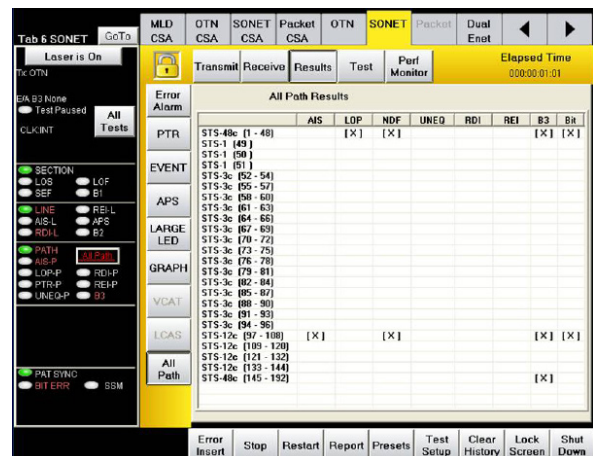 Tab 6 SONET GoTo
MLD CSA
OTN CSA
SONET CSA
Packet CSA
OTN
SONET
Packet
Dual Enet
Laser is On
Tx: OTN
E/A B3 None
Test Paused
All Tests
CLK:INT
SECTION
LOS LOF
SEF B1
LINE REI-L
AIS-L APS
RDI-L B2
PATH All Path
AIS-P
LOP-P RDI-P
PTR-P REI-P
UNEQ-P B3
PAT SYNC
BIT ERR SSM
Transmit Receive Results Test Perf Monitor
Elapsed Time
000:00:01:01
Error Alarm
PTR
EVENT
APS
LARGE LED
GRAPH
VCAT
LCAS
All Path
All Path Results
AIS LOP NDF UNEQ RDI REI B3 Bit
STS-48c (1 - 48) [X] [X] [X] [X]
STS-1 (49 )
STS-1 (50 )
STS-1 (51 )
STS-3c (52 - 54)
STS-3c (55 - 57)
STS-3c (58 - 60)
STS-3c (61 - 63)
STS-3c (64 - 66)
STS-3c (67 - 69)
STS-3c (70 - 72)
STS-3c (73 - 75)
STS-3c (76 - 78)
STS-3c (79 - 81)
STS-3c (82 - 84)
STS-3c (85 - 87)
STS-3c (88 - 90)
STS-3c (91 - 93)
STS-3c (94 - 96)
STS-12c (97 - 108) [X] [X] [X] [X]
STS-12c (109 - 120)
STS-12c (121 - 132)
STS-12c (133 - 144)
STS-48c (145 - 192) [X]
Error Insert
Stop
Restart
Report
Presets
Test Setup
Clear History
Lock Screen
Shut Down